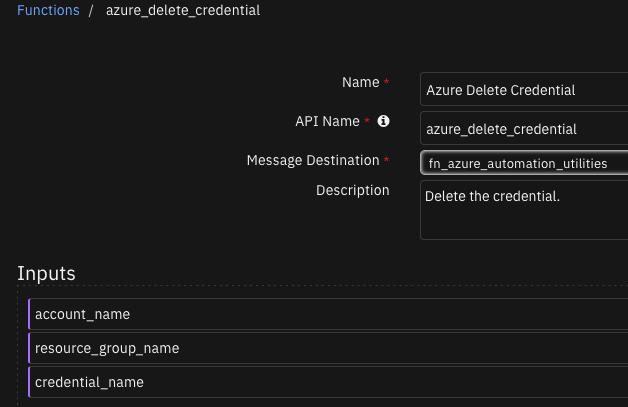 Functions / azure_delete_credential
Name * Azure Delete Credential
API Name * azure_delete_credential
Message Destination * fn_azure_automation_utilities
Description Delete the credential.
Inputs
account_name
resource_group_name
credential_name